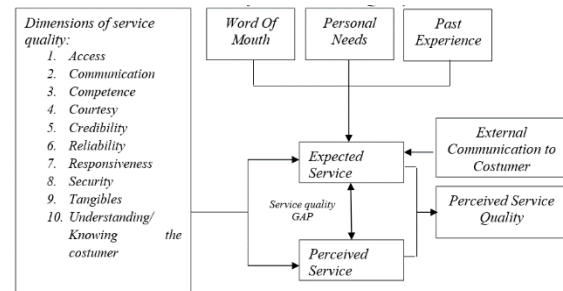 Dimensions of service
quality:
1. Access
2. Communication
3. Competence
4. Courtesy
5. Credibility
6. Reliability
7. Responsiveness
8. Security
9. Tangibles
10. Understanding/
Knowing the
costumer
Word Of
Mouth
Personal
Needs
Past
Experience
Expected
Service
External
Communication to
Costumer
Service quality
GAP
Perceived Service
Quality
Perceived
Service